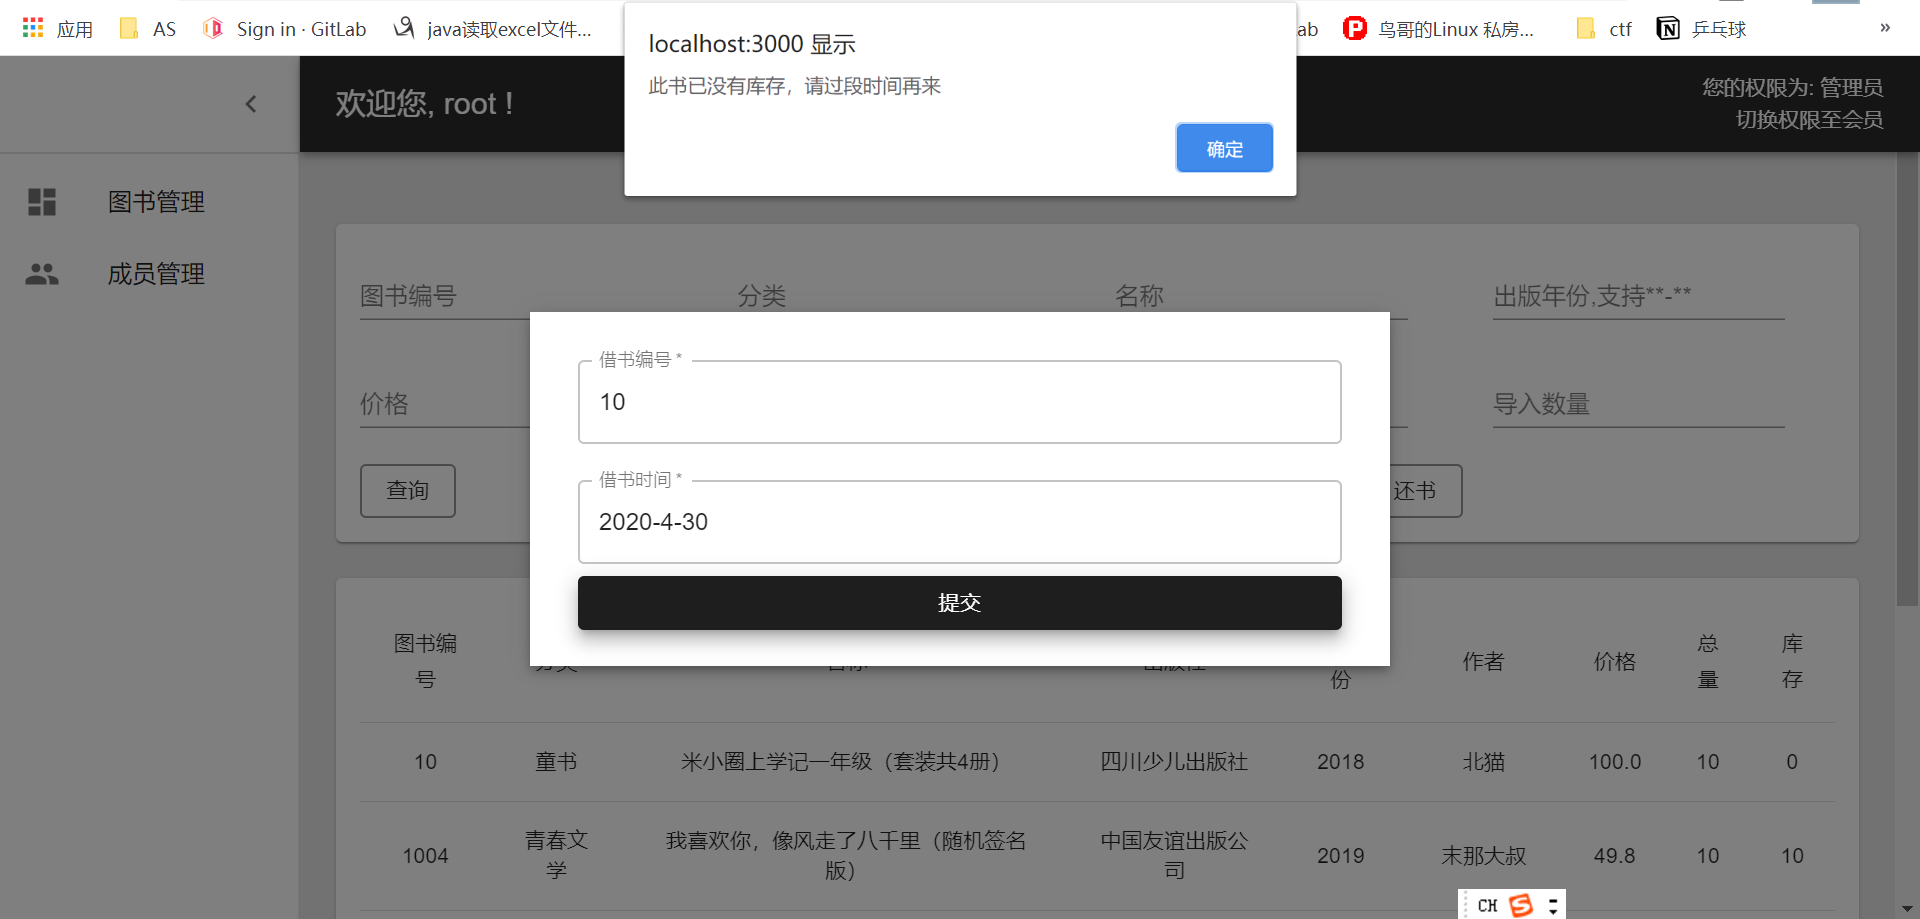 应用
AS
Sign in · GitLab
java读取excel文件...
ab
鸟哥的Linux 私房...
ctf
乒乓球
»
localhost:3000 显示
此书已没有库存，请过段时间再来
确定
欢迎您, root !
您的权限为: 管理员
切换权限至会员
图书管理
成员管理
图书编号
分类
名称
出版年份,支持**-**
价格
导入数量
查询
还书
借书编号 *
10
借书时间 *
2020-4-30
提交
图书编号
分类
名称
出版社
份
作者
价格
总量
库存
10
童书
米小圈上学记一年级（套装共4册）
四川少儿出版社
2018
北猫
100.0
10
0
1004
青春文学
我喜欢你，像风走了八千里（随机签名版）
中国友谊出版公司
2019
末那大叔
49.8
10
10
CH